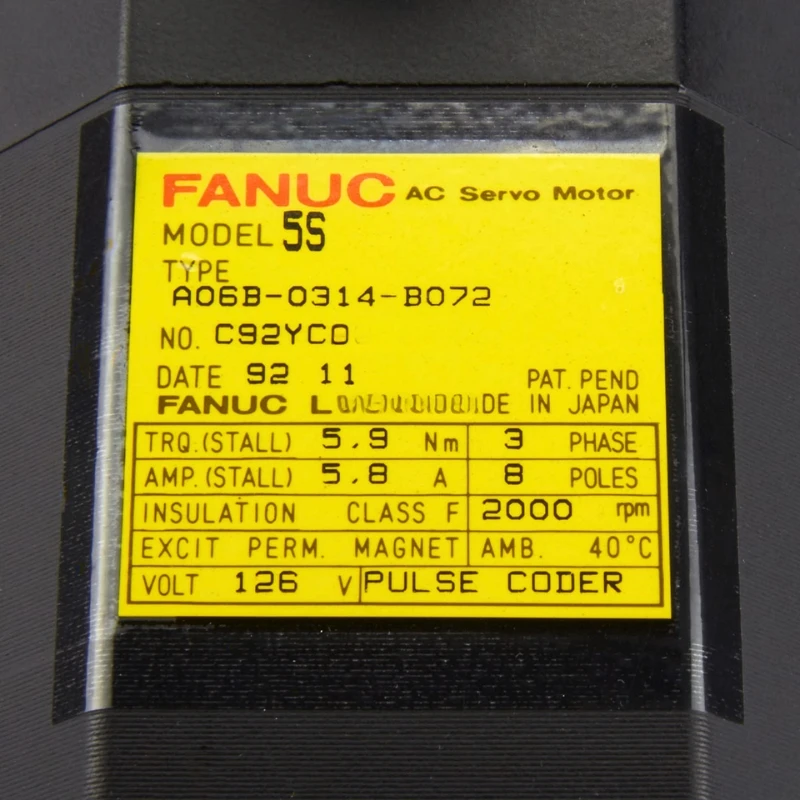 FANUC AC Servo Motor
MODEL 5S
TYPE
A06B-0314-B072
NO. C92YCD
DATE 92 11 PAT. PEND
FANUC IN JAPAN
TRQ.(STALL) 5.9 Nm 3 PHASE
AMP.(STALL) 5.8 A 8 POLES
INSULATION CLASS F 2000 rpm
EXCIT PERM. MAGNET AMB. 40°C
VOLT 126 V PULSE CODER